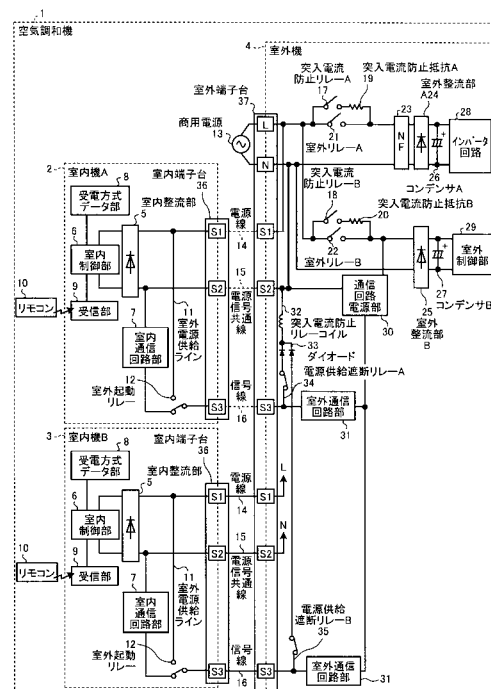 1
空気調和機
4
室外機
突入電流
防止リレーA
突入電流防止抵抗A
17
19
室外端子台
37
室外整流部
A24
商用電源
13
L
N
21
室外リレーA
23
NF
26
コンデンサA
28
インバータ
回路
突入電流
防止リレーB
突入電流防止抵抗B
18
20
22
室外リレーB
25
室外
整流部
B
27
コンデンサB
29
室外
制御部
通信
回路
電源部
30
2
室内機A
8
受電方式
データ部
室内端子台
36
室内整流部
5
6
室内
制御部
9
受信部
10
リモコン
7
室内
通信
回路部
11
室外
電源
供給
ライン
12
室外起動
リレー
S1
S2
S3
電源
線
14
15
電源
信号
共通
線
信号
線
16
S1
S2
S3
32
突入電流防止
リレーコイル
33
ダイオード
電源供給遮断リレーA
34
室外通信
回路部
31
3
室内機B
8
受電方式
データ部
室内端子台
36
室内整流部
5
6
室内
制御部
9
受信部
10
リモコン
7
室内
通信
回路部
11
室外
電源
供給
ライン
12
室外起動
リレー
S1
S2
S3
電源
線
14
15
電源
信号
共通
線
信号
線
16
S1
S2
S3
L
N
電源供給
遮断リレーB
35
室外通信
回路部
31